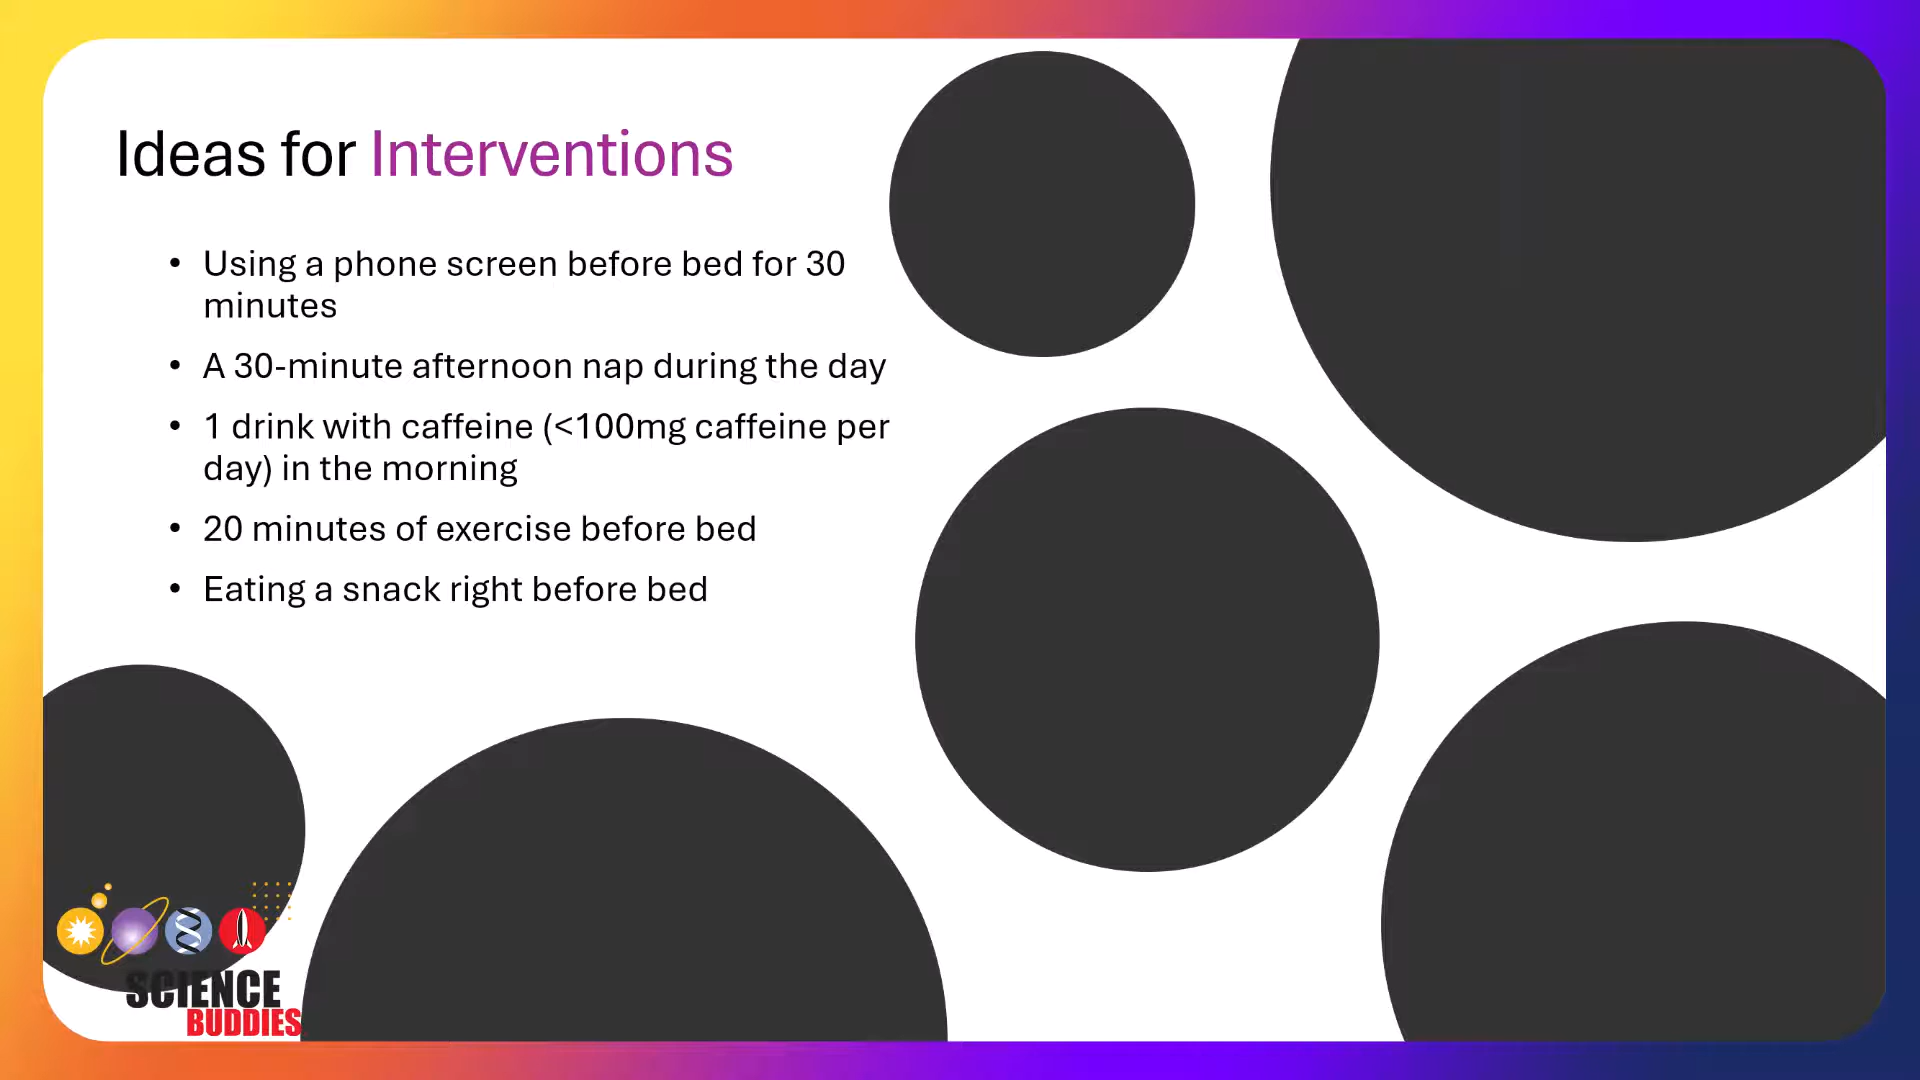 Ideas for Interventions
• Using a phone screen before bed for 30
minutes
• A 30-minute afternoon nap during the day
• 1 drink with caffeine (<100mg caffeine per
day) in the morning
• 20 minutes of exercise before bed
• Eating a snack right before bed
SCIENCE
BUDDIES